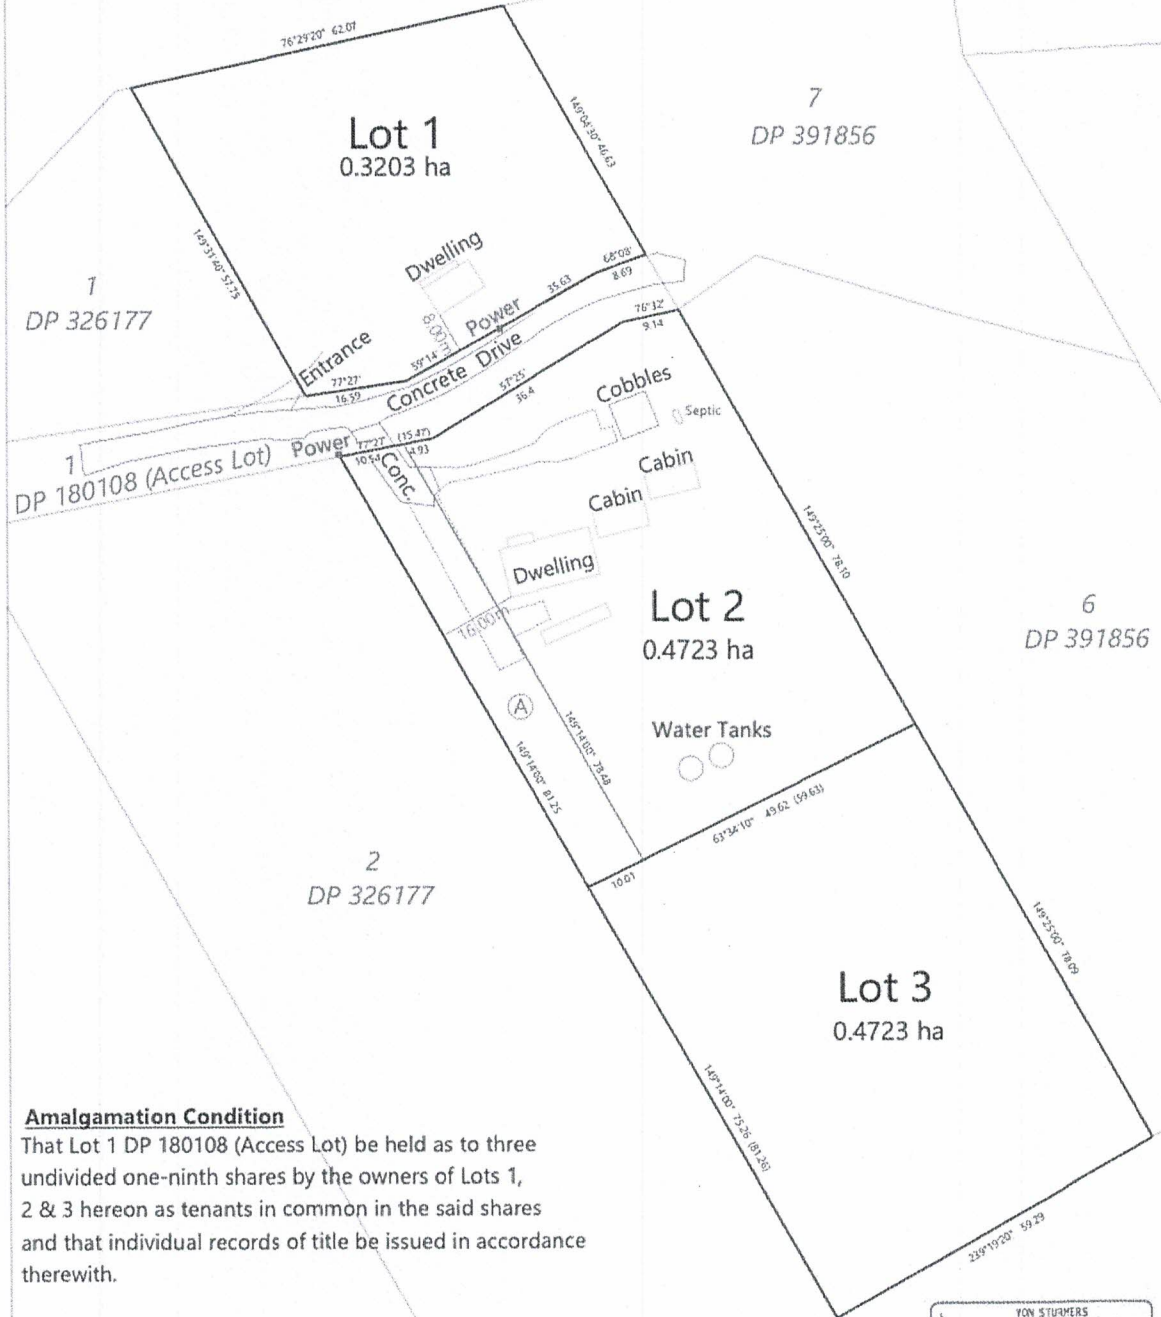 76°29'20" 62.07
Lot 1
0.3203 ha
149°04'30" 46.63
7
DP 391856
149°31'40" 57.75
1
DP 326177
Dwelling
8.00m
Entrance
Power
35.63
68°08'
8.69
59°14'
77°27'
16.59
Concrete Drive
57°25'
36.4
76°32'
9.14
Cobbles
Septic
1
DP 180108 (Access Lot)
Power
77°27'
(15.47)
10.54
4.93
Conc.
Cabin
Cabin
Dwelling
16.00m
Lot 2
0.4723 ha
149°25'00" 78.10
6
DP 391856
A
149°14'00" 78.48
149°14'00" 81.25
Water Tanks
63°34'10" 49.62 (59.63)
10.01
2
DP 326177
Lot 3
0.4723 ha
149°25'00" 78.09
149°14'00" 75.26 (81.26)
239°19'20" 59.29
Amalgamation Condition
That Lot 1 DP 180108 (Access Lot) be held as to three
undivided one-ninth shares by the owners of Lots 1,
2 & 3 hereon as tenants in common in the said shares
and that individual records of title be issued in accordance
therewith.
VON STURMERS